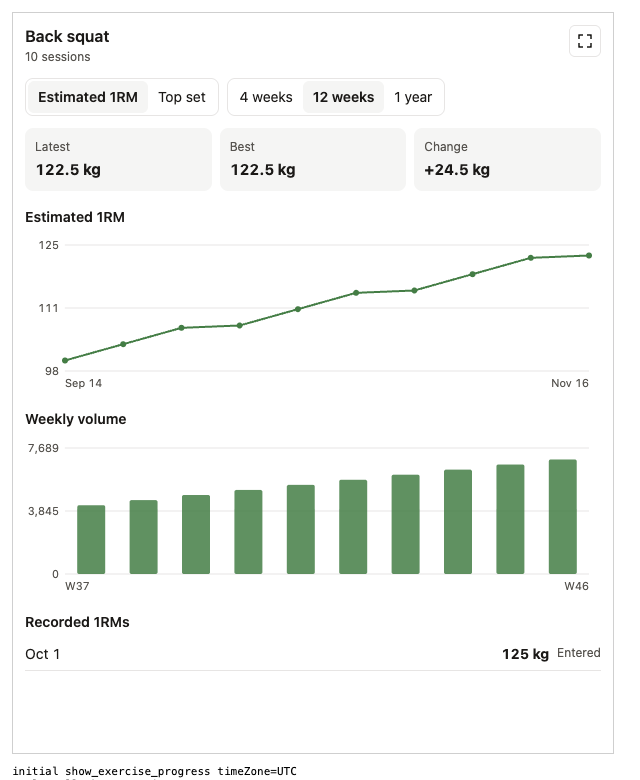 Back squat
10 sessions
Estimated 1RM Top set 4 weeks 12 weeks 1 year
Latest Best Change
122.5 kg 122.5 kg +24.5 kg
Estimated 1RM
125
111
98
Sep 14 Nov 16
Weekly volume
7,689
3,845
0
W37 W46
Recorded 1RMs
Oct 1 125 kg Entered
initial show_exercise_progress timeZone=UTC